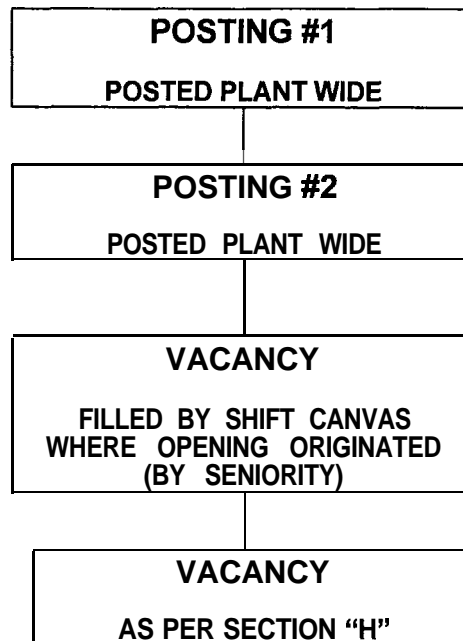 POSTING #1
POSTED PLANT WIDE
POSTING #2
POSTED PLANT WIDE
VACANCY
FILLED BY SHIFT CANVAS
WHERE OPENING ORIGINATED
(BY SENIORITY)
VACANCY
AS PER SECTION “H”